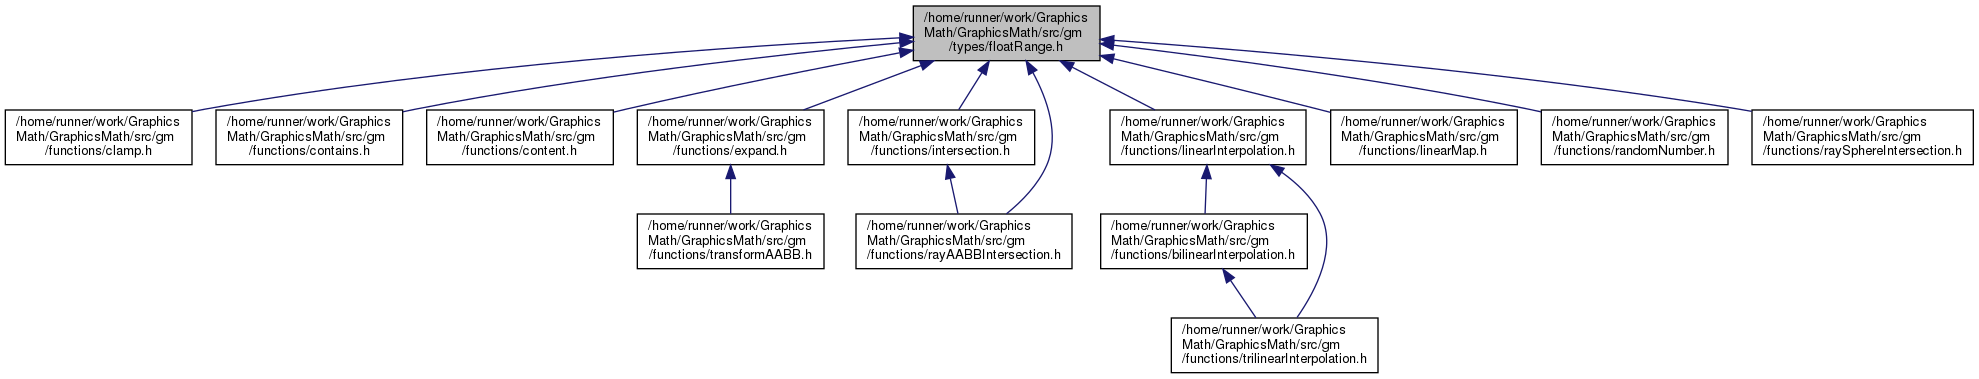 /home/runner/work/Graphics
Math/GraphicsMath/src/gm
/types/floatRange.h
/home/runner/work/Graphics
Math/GraphicsMath/src/gm
/functions/clamp.h
/home/runner/work/Graphics
Math/GraphicsMath/src/gm
/functions/contains.h
/home/runner/work/Graphics
Math/GraphicsMath/src/gm
/functions/content.h
/home/runner/work/Graphics
Math/GraphicsMath/src/gm
/functions/expand.h
/home/runner/work/Graphics
Math/GraphicsMath/src/gm
/functions/intersection.h
/home/runner/work/Graphics
Math/GraphicsMath/src/gm
/functions/linearInterpolation.h
/home/runner/work/Graphics
Math/GraphicsMath/src/gm
/functions/linearMap.h
/home/runner/work/Graphics
Math/GraphicsMath/src/gm
/functions/randomNumber.h
/home/runner/work/Graphics
Math/GraphicsMath/src/gm
/functions/raySphereIntersection.h
/home/runner/work/Graphics
Math/GraphicsMath/src/gm
/functions/transformAABB.h
/home/runner/work/Graphics
Math/GraphicsMath/src/gm
/functions/rayAABBIntersection.h
/home/runner/work/Graphics
Math/GraphicsMath/src/gm
/functions/bilinearInterpolation.h
/home/runner/work/Graphics
Math/GraphicsMath/src/gm
/functions/trilinearInterpolation.h